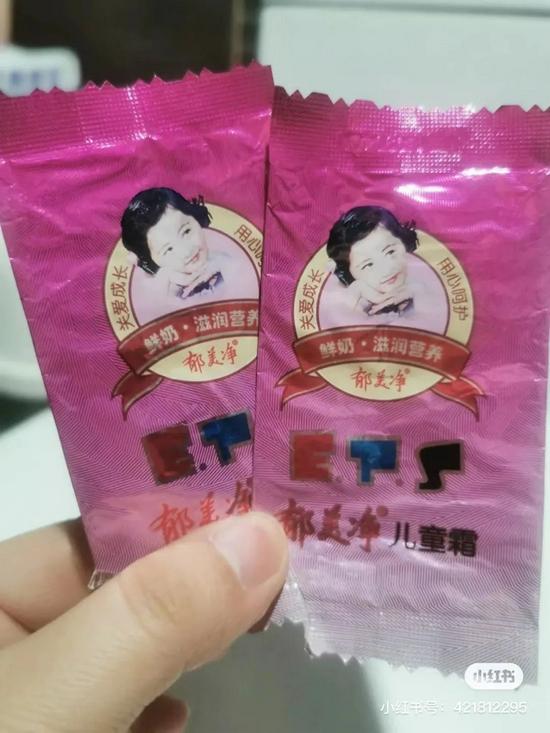 关爱成长
用心呵
鲜奶·滋润营养
郁美净®
E.T
郁美净
关爱成长
用心呵护
鲜奶·滋润营养
郁美净®
E.T.S
郁美净®儿童霜
小红书
小红书号：421812295